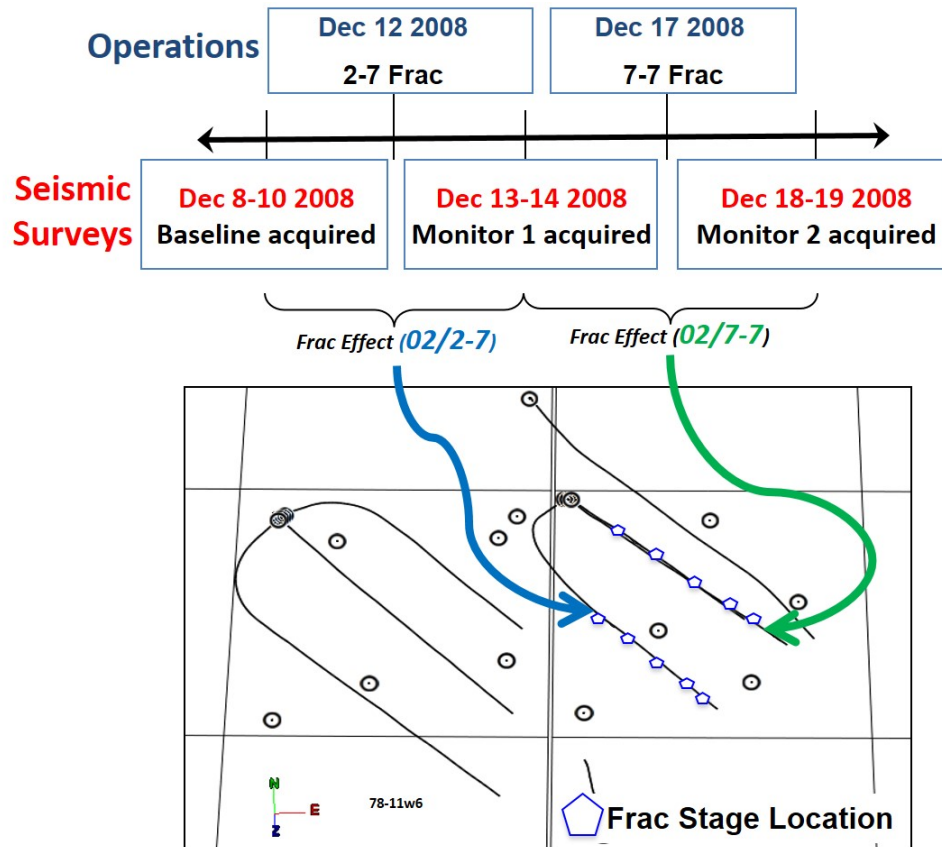 Operations
Dec 12 2008
2-7 Frac
Dec 17 2008
7-7 Frac
Seismic
Surveys
Dec 8-10 2008
Baseline acquired
Dec 13-14 2008
Monitor 1 acquired
Dec 18-19 2008
Monitor 2 acquired
Frac Effect (02/2-7)
Frac Effect (02/7-7)
N
E
Z
78-11w6
Frac Stage Location